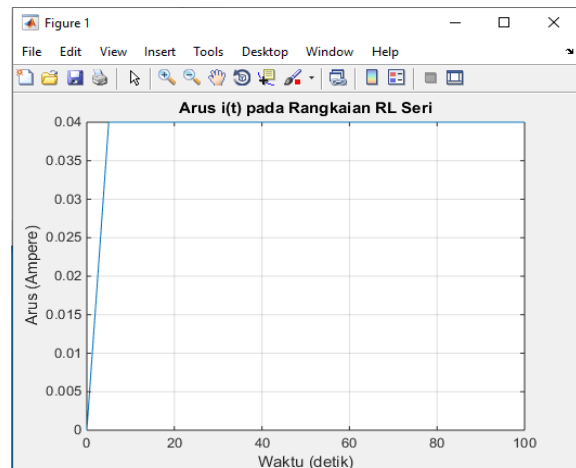 Figure 1
File Edit View Insert Tools Desktop Window Help
Arus i(t) pada Rangkaian RL Seri
0.04
0.035
0.03
0.025
0.02
0.015
0.01
0.005
0
Arus (Ampere)
0 20 40 60 80 100
Waktu (detik)